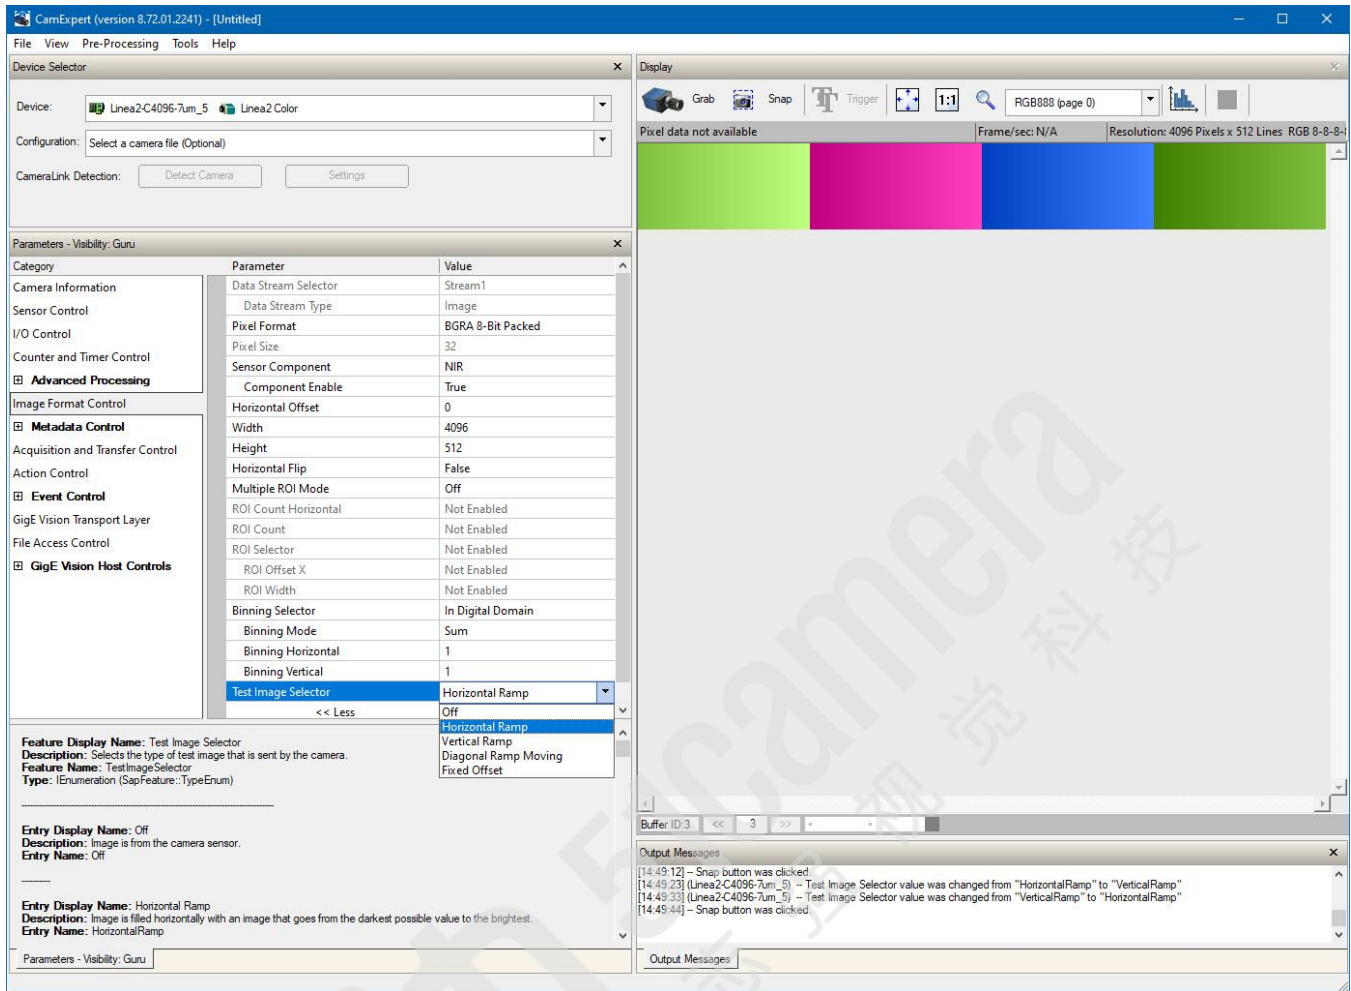 CamExpert (version 8.72.01.2241) - [Untitled]
File View Pre-Processing Tools Help
Device Selector
Device: Linea2-C4096-7um_5 Linea2 Color
Configuration: Select a camera file (Optional)
CameraLink Detection: Detect Camera Settings
Parameters - Visibility: Guru
Category
Camera Information
Sensor Control
I/O Control
Counter and Timer Control
Advanced Processing
Image Format Control
Metadata Control
Acquisition and Transfer Control
Action Control
Event Control
GigE Vision Transport Layer
File Access Control
GigE Vision Host Controls
Parameter Value
Data Stream Selector Stream1
Data Stream Type Image
Pixel Format BGRA 8-Bit Packed
Pixel Size 32
Sensor Component NIR
Component Enable True
Horizontal Offset 0
Width 4096
Height 512
Horizontal Flip False
Multiple ROI Mode Off
ROI Count Horizontal Not Enabled
ROI Count Not Enabled
ROI Selector Not Enabled
ROI Offset X Not Enabled
ROI Width Not Enabled
Binning Selector In Digital Domain
Binning Mode Sum
Binning Horizontal 1
Binning Vertical 1
Test Image Selector Horizontal Ramp
<< Less
Off
Horizontal Ramp
Vertical Ramp
Diagonal Ramp Moving
Fixed Offset
Feature Display Name: Test Image Selector
Description: Selects the type of test image that is sent by the camera.
Feature Name: TestImageSelector
Type: IEnumeration (SapFeature::TypeEnum)
Entry Display Name: Off
Description: Image is from the camera sensor.
Entry Name: Off
Entry Display Name: Horizontal Ramp
Description: Image is filled horizontally with an image that goes from the darkest possible value to the brightest.
Entry Name: HorizontalRamp
Parameters - Visibility: Guru
Display
Grab Snap Trigger 1:1 RGB888 (page 0)
Pixel data not available Frame/sec: N/A Resolution: 4096 Pixels x 512 Lines RGB 8-8-8-
Buffer ID:3 << 3 >>
Output Messages
[14:49:12] -- Snap button was clicked.
[14:49:23] (Linea2-C4096-7um_5) -- Test Image Selector value was changed from "HorizontalRamp" to "VerticalRamp"
[14:49:33] (Linea2-C4096-7um_5) -- Test Image Selector value was changed from "VerticalRamp" to "HorizontalRamp"
[14:49:44] -- Snap button was clicked.
Output Messages